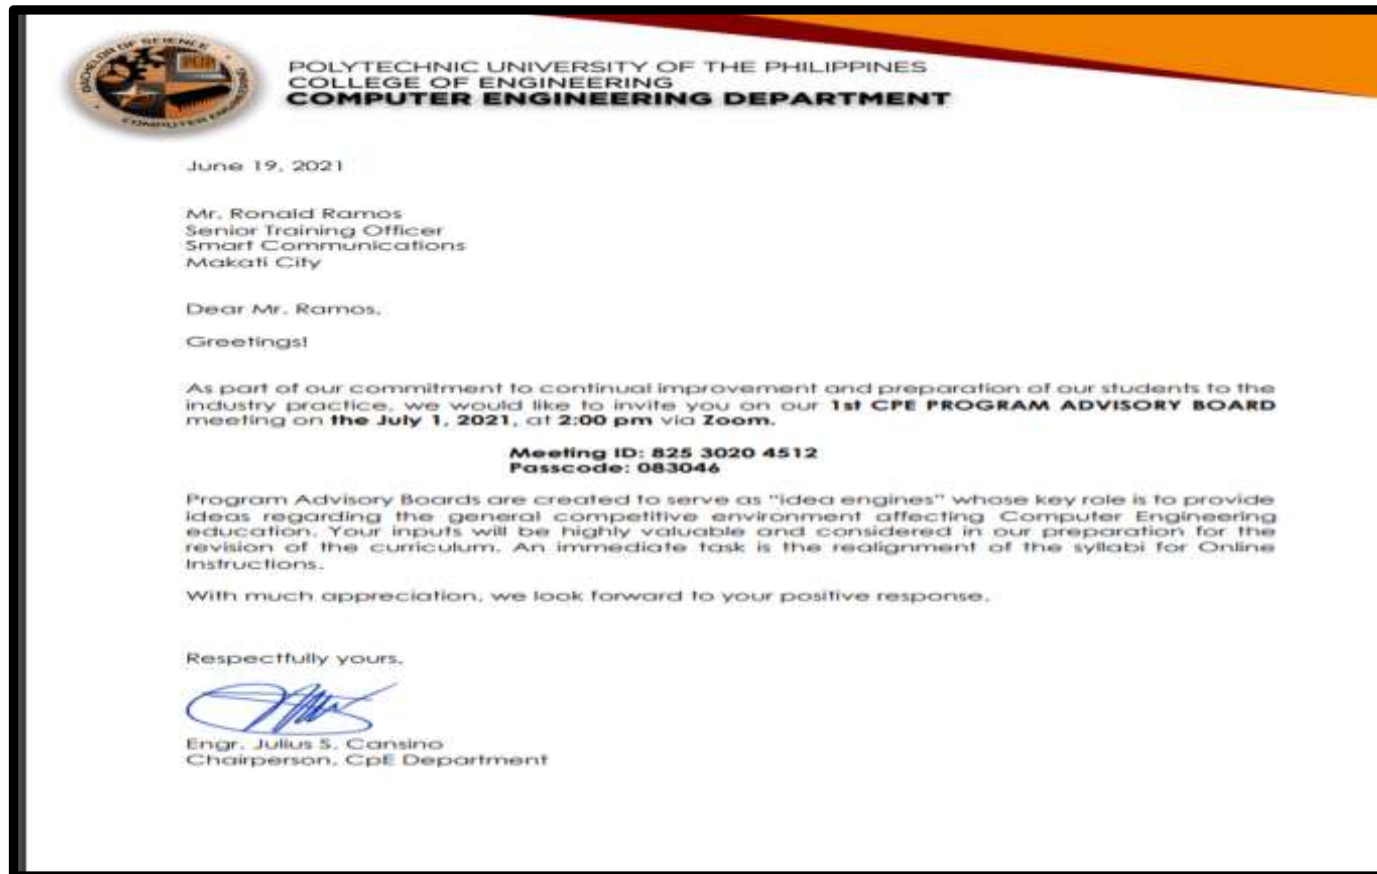 BACHELOR OF SCIENCE
PUP
COMPUTER ENGINEERING
POLYTECHNIC UNIVERSITY OF THE PHILIPPINES
COLLEGE OF ENGINEERING
COMPUTER ENGINEERING DEPARTMENT
June 19, 2021
Mr. Ronald Ramos
Senior Training Officer
Smart Communications
Makati City
Dear Mr. Ramos,
Greetings!
As part of our commitment to continual improvement and preparation of our students to the
industry practice, we would like to invite you on our 1st CPE PROGRAM ADVISORY BOARD
meeting on the July 1, 2021, at 2:00 pm via Zoom.
Meeting ID: 825 3020 4512
Passcode: 083046
Program Advisory Boards are created to serve as "idea engines" whose key role is to provide
ideas regarding the general competitive environment affecting Computer Engineering
education. Your inputs will be highly valuable and considered in our preparation for the
revision of the curriculum. An immediate task is the realignment of the syllabi for Online
Instructions.
With much appreciation, we look forward to your positive response.
Respectfully yours,
Engr. Julius S. Cansino
Chairperson, CpE Department